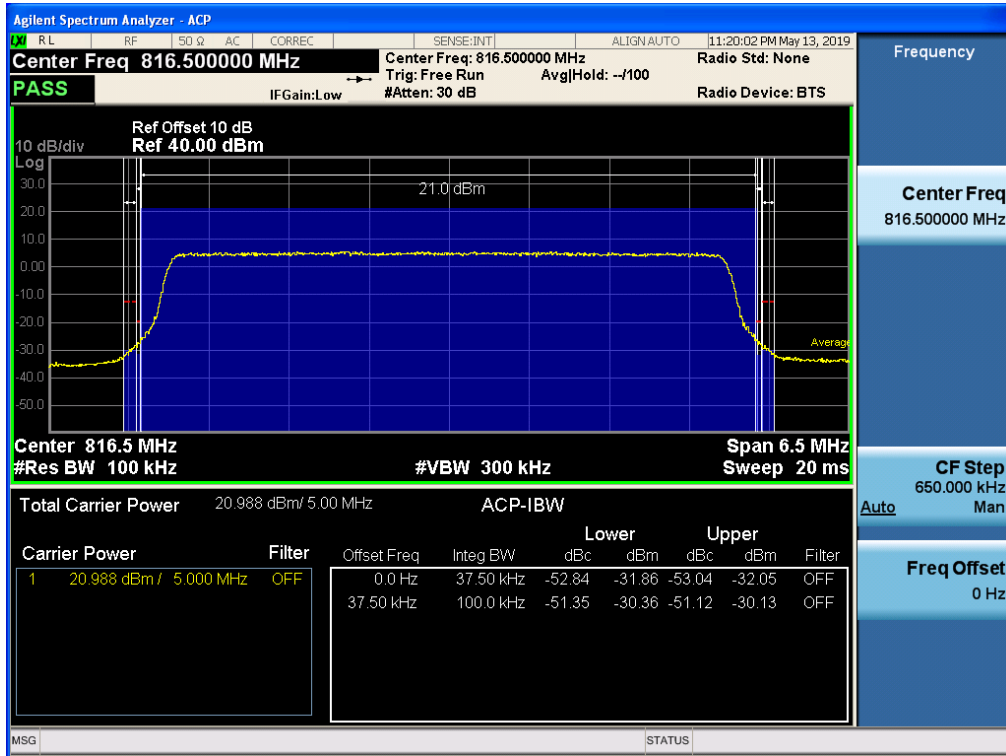 Agilent Spectrum Analyzer - ACP
LXI RL RF 50 Ω AC CORREC SENSE:INT ALIGN AUTO 11:20:02 PM May 13, 2019
Center Freq 816.500000 MHz
Center Freq: 816.500000 MHz
Radio Std: None
Trig: Free Run Avg|Hold: --/100
PASS
IFGain:Low
#Atten: 30 dB
Radio Device: BTS
Ref Offset 10 dB
10 dB/div Ref 40.00 dBm
Log
30.0
21.0 dBm
20.0
10.0
0.00
-10.0
-20.0
-30.0
Average
-40.0
-50.0
Center 816.5 MHz Span 6.5 MHz
#Res BW 100 kHz #VBW 300 kHz Sweep 20 ms
Total Carrier Power 20.988 dBm/ 5.00 MHz ACP-IBW
Lower Upper
Carrier Power Filter
Offset Freq Integ BW dBc dBm dBc dBm Filter
1 20.988 dBm / 5.000 MHz OFF
0.0 Hz 37.50 kHz -52.84 -31.86 -53.04 -32.05 OFF
37.50 kHz 100.0 kHz -51.35 -30.36 -51.12 -30.13 OFF
MSG STATUS
Frequency
Center Freq
816.500000 MHz
CF Step
650.000 kHz
Auto Man
Freq Offset
0 Hz